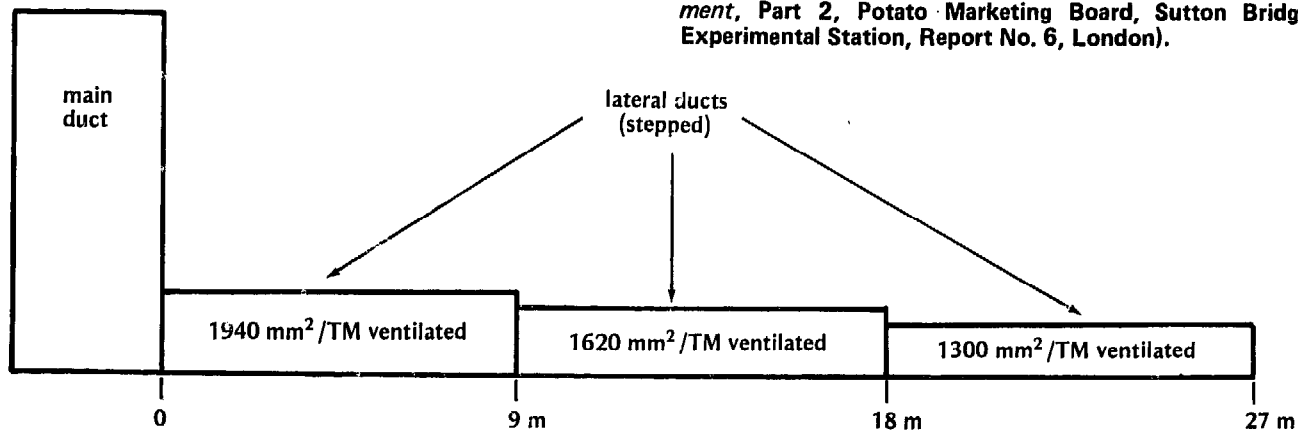 ment, Part 2, Potato Marketing Board, Sutton Bridg
Experimental Station, Report No. 6, London).
main
duct
lateral ducts
(stepped)
1940 mm²/TM ventilated
1620 mm²/TM ventilated
1300 mm²/TM ventilated
0
9 m
18 m
27 m